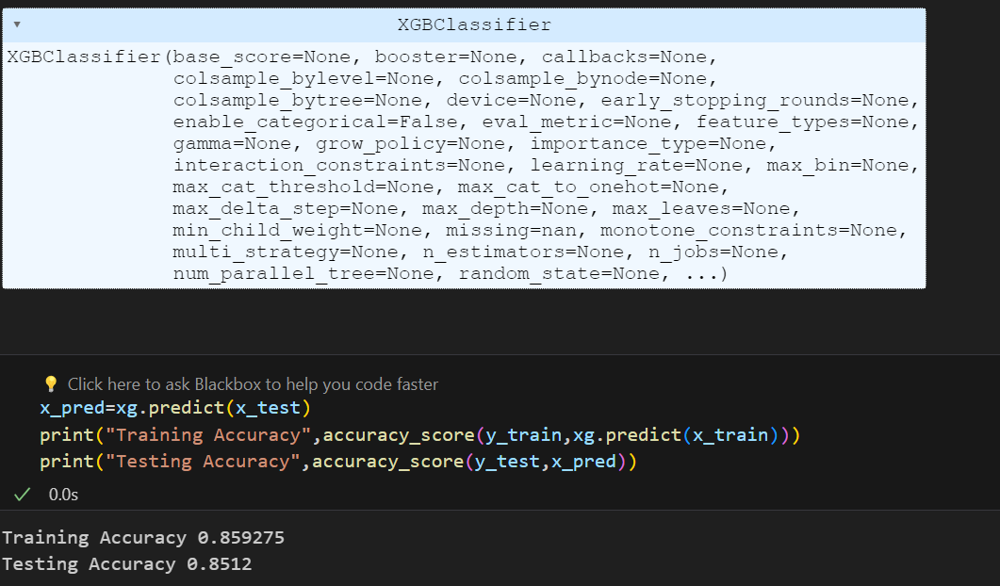 XGBClassifier
XGBClassifier(base_score=None, booster=None, callbacks=None,
colsample_bylevel=None, colsample_bynode=None,
colsample_bytree=None, device=None, early_stopping_rounds=None,
enable_categorical=False, eval_metric=None, feature_types=None,
gamma=None, grow_policy=None, importance_type=None,
interaction_constraints=None, learning_rate=None, max_bin=None,
max_cat_threshold=None, max_cat_to_onehot=None,
max_delta_step=None, max_depth=None, max_leaves=None,
min_child_weight=None, missing=nan, monotone_constraints=None,
multi_strategy=None, n_estimators=None, n_jobs=None,
num_parallel_tree=None, random_state=None, ...)
Click here to ask Blackbox to help you code faster
x_pred=xg.predict(x_test)
print("Training Accuracy",accuracy_score(y_train,xg.predict(x_train)))
print("Testing Accuracy",accuracy_score(y_test,x_pred))
0.0s
Training Accuracy 0.859275
Testing Accuracy 0.8512